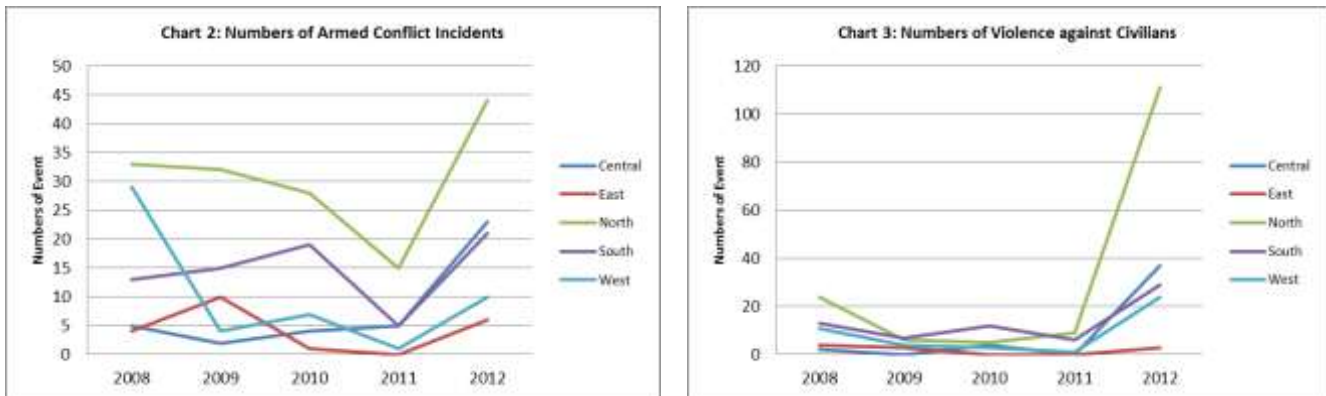 Chart 2: Numbers of Armed Conflict Incidents
50
45
40
35
30
25
20
15
10
5
0
Numbers of Event
2008 2009 2010 2011 2012
Central
East
North
South
West
Chart 3: Numbers of Violence against Civilians
120
100
80
60
40
20
0
Numbers of Event
2008 2009 2010 2011 2012
Central
East
North
South
West